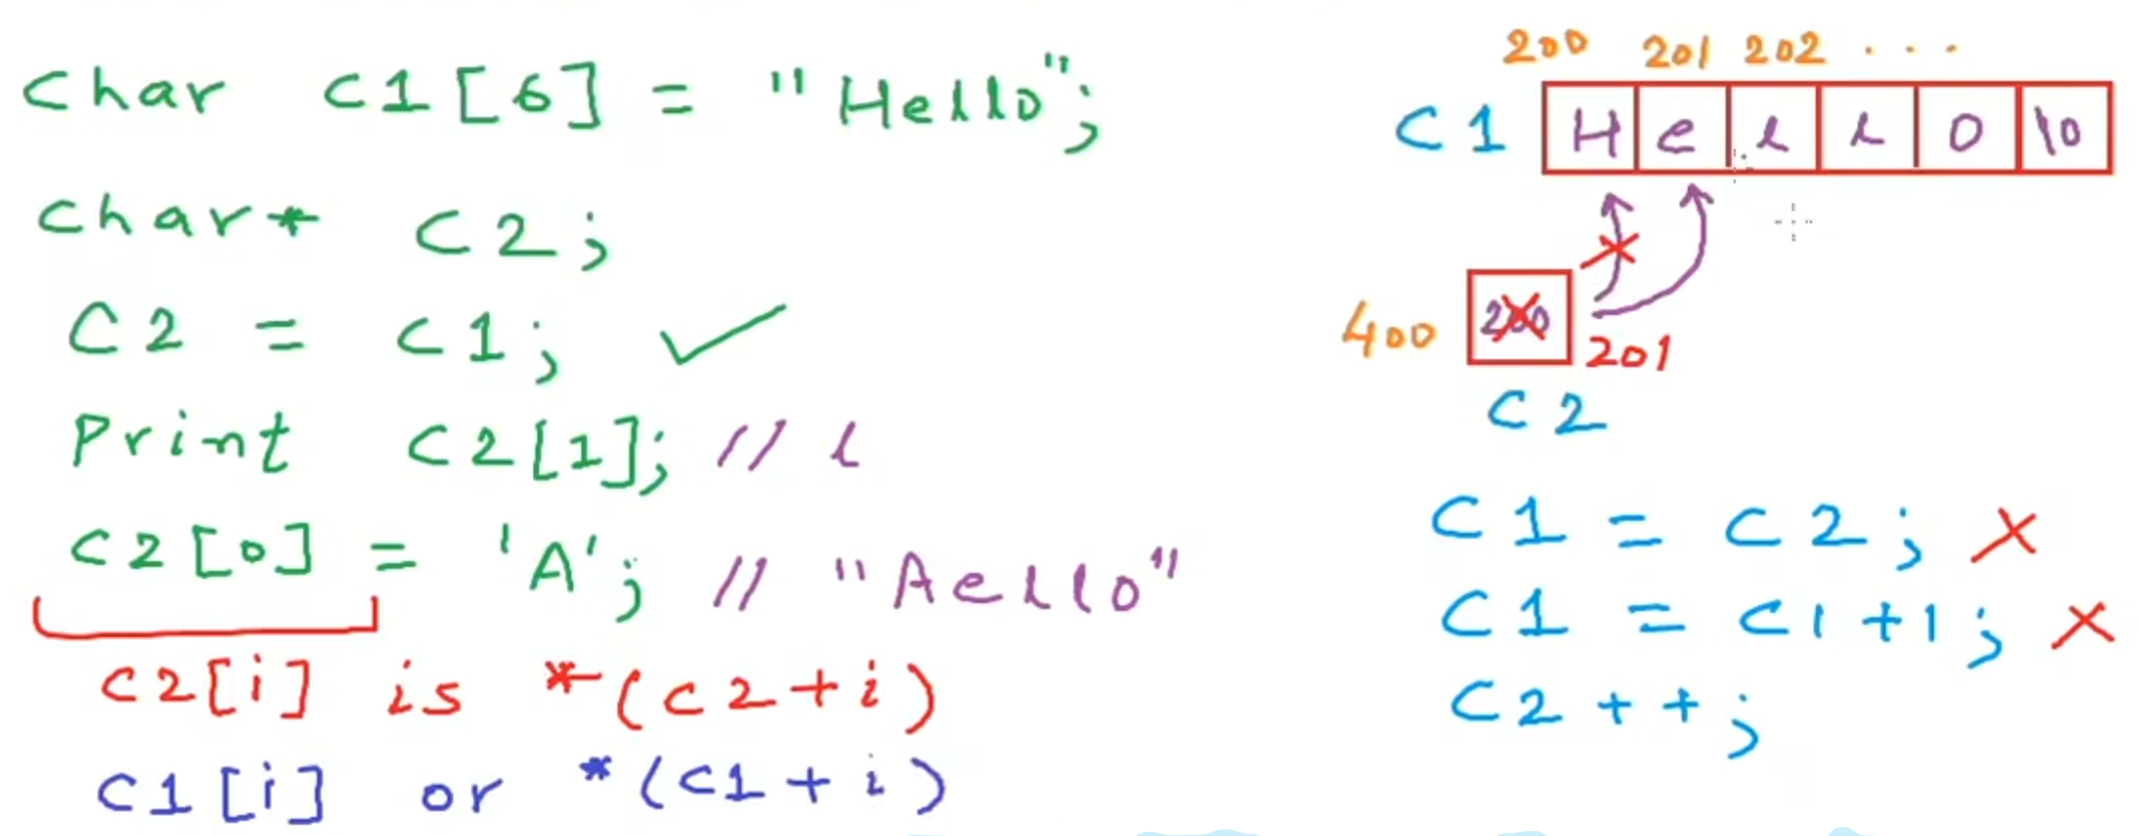 Char C1[6] = "Hello";
Char* C2;
C2 = C1; ✓
Print C2[1]; // l
C2[0] = 'A'; // "Aello"
C2[i] is *(C2+i)
C1[i] or *(C1+i)
200 201 202 . . .
C1 H e l l o \0
400 200 201
C2
C1 = C2; X
C1 = C1+1; X
C2++;